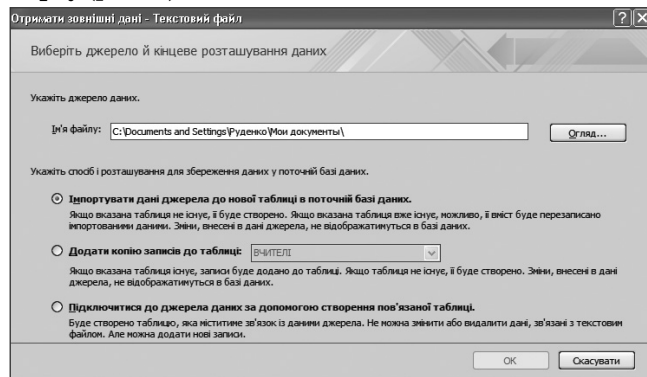 Отримати зовнішні дані - Текстовий файл
Виберіть джерело й кінцеве розташування даних
Укажіть джерело даних.
Ім'я файлу: C:\Documents and Settings\Руденко\Мои документы\ Огляд...
Укажіть спосіб і розташування для збереження даних у поточній базі даних.
Імпортувати дані джерела до нової таблиці в поточній базі даних.
Якщо вказана таблиця не існує, її буде створено. Якщо вказана таблиця вже існує, можливо, її вміст буде перезаписано
імпортованими даними. Зміни, внесені в дані джерела, не відображатимуться в базі даних.
Додати копію записів до таблиці: ВЧИТЕЛІ
Якщо вказана таблиця існує, записи буде додано до таблиці. Якщо таблиця не існує, її буде створено. Зміни, внесені в дані
джерела, не відображатимуться в базі даних.
Підключитися до джерела даних за допомогою створення пов'язаної таблиці.
Буде створено таблицю, яка міститиме зв'язок із даними джерела. Не можна змінити або видалити дані, зв'язані з текстовим
файлом. Але можна додати нові записи.
ОК Скасувати